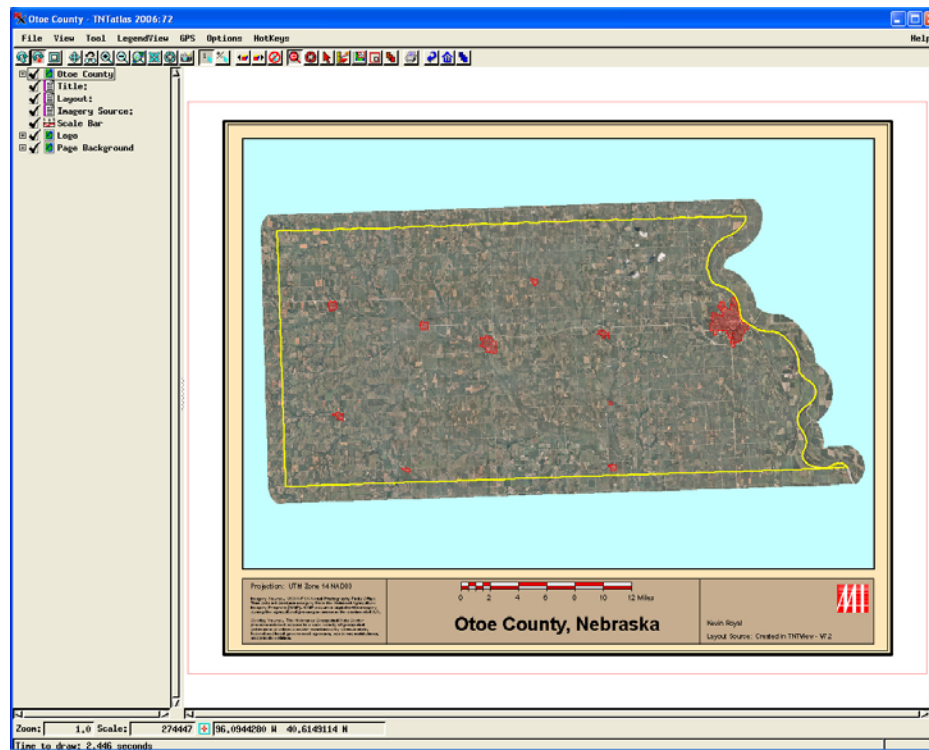 Otoe County - TNTatlas 2006:72
File View Tool LegendView GPS Options HotKeys Help
Otoe County
Title:
Layout:
Imagery Source:
Scale Bar
Logo
Page Background
Projection: UTM Zone 14 NAD83
0 2 4 6 8 10 12 Miles
Otoe County, Nebraska
Kevin Royal
Layout Source: Created in TNTView - V7.2
Zoom: 1.0 Scale: 274447 96.0944280 W 40.6149114 N
Time to draw: 2.446 seconds